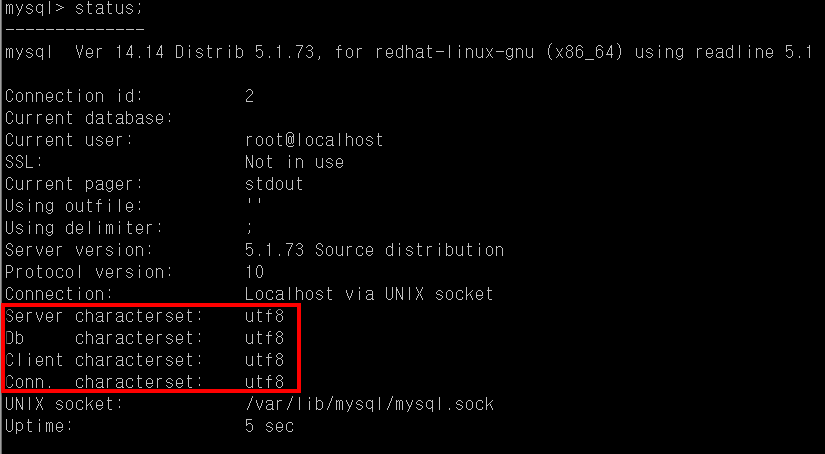 mysql> status;
--------------
mysql  Ver 14.14 Distrib 5.1.73, for redhat-linux-gnu (x86_64) using readline 5.1

Connection id:          2
Current database:
Current user:           root@localhost
SSL:                    Not in use
Current pager:          stdout
Using outfile:          ''
Using delimiter:        ;
Server version:         5.1.73 Source distribution
Protocol version:       10
Connection:             Localhost via UNIX socket
Server characterset:    utf8
Db     characterset:    utf8
Client characterset:    utf8
Conn.  characterset:    utf8
UNIX socket:            /var/lib/mysql/mysql.sock
Uptime:                 5 sec